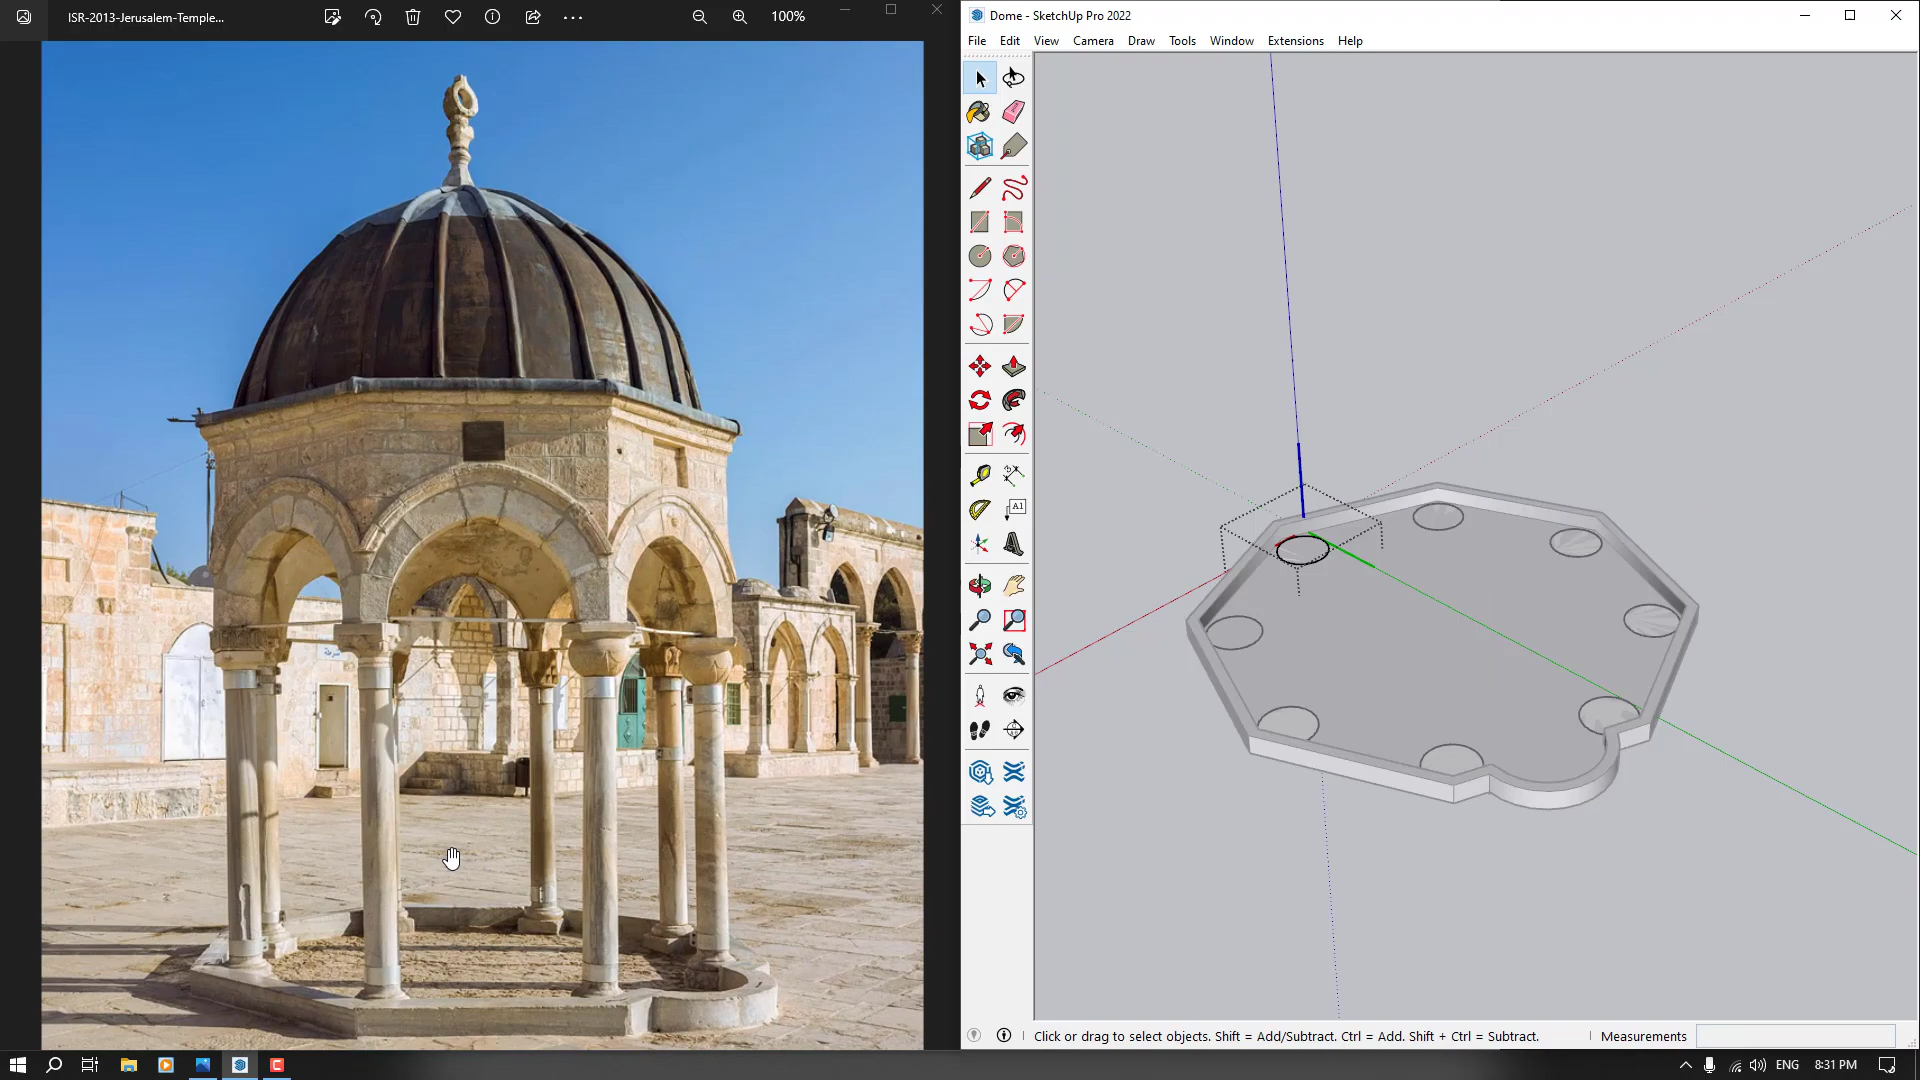 ISR-2013-Jerusalem-Temple...
100%
Dome - SketchUp Pro 2022
File Edit View Camera Draw Tools Window Extensions Help
A1
Click or drag to select objects. Shift = Add/Subtract. Ctrl = Add. Shift + Ctrl = Subtract.
Measurements
ENG
8:31 PM